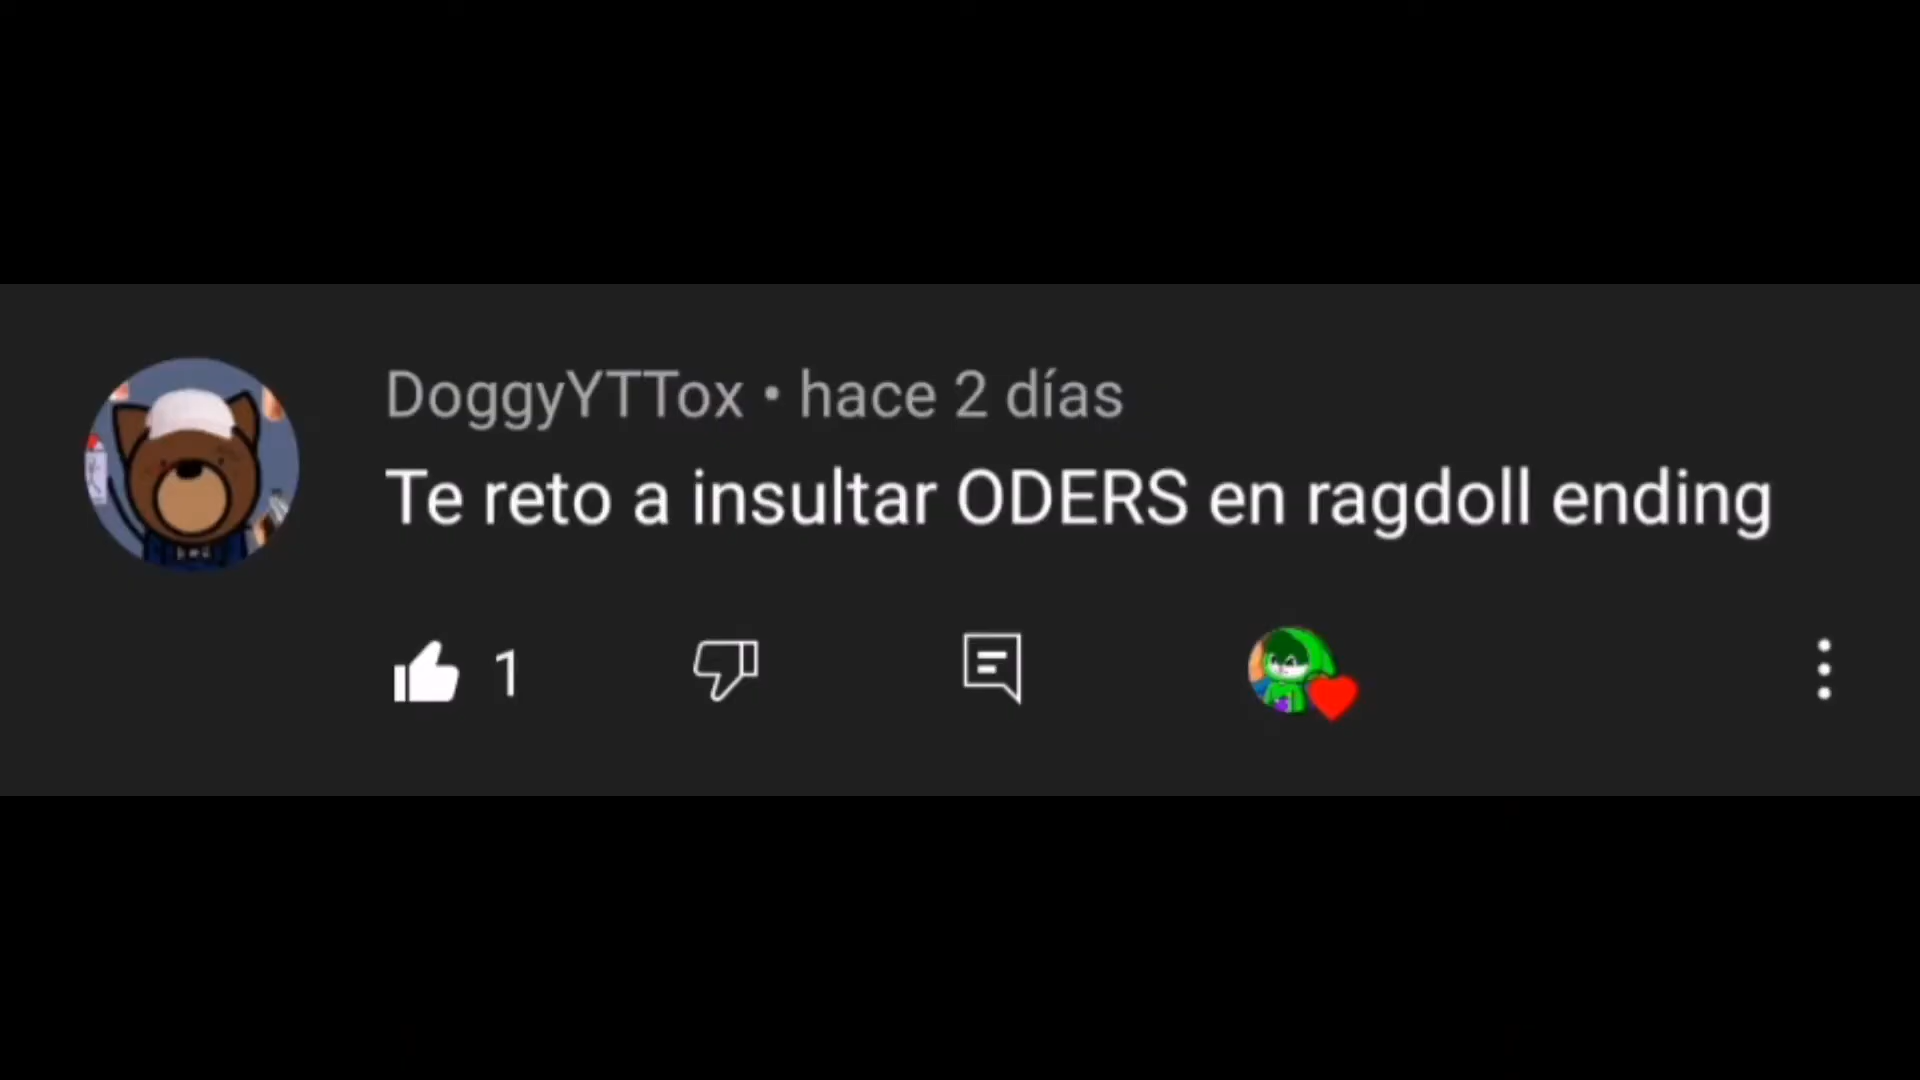 DoggyYTTox • hace 2 días
Te reto a insultar ODERS en ragdoll ending
1